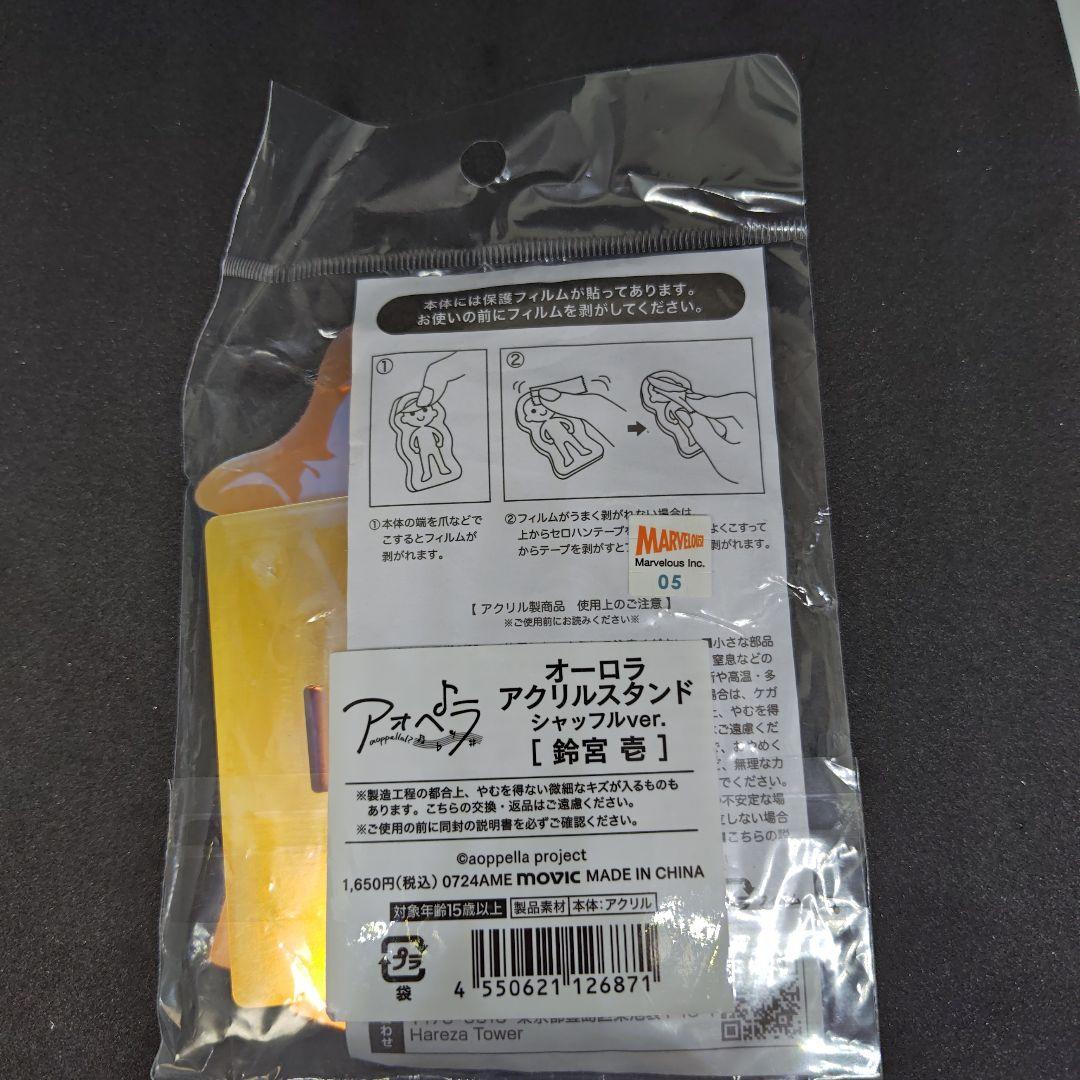 本体には保護フィルムが貼ってあります。
お使いの前にフィルムを剥がしてください。
①
②
①本体の端を爪などで
こするとフィルムが
剥がれます。
②フィルムがうまく剥がれない場合は
上からセロハンテープを よくこすって
からテープを剥がすと 剥がれます。
MARVELOUS!
Marvelous Inc.
05
【 アクリル製商品 使用上のご注意 】
※ご使用前にお読みください※
■小さな部品
窒息などの
や高温・多
場合は、ケガ
やむを得
ご遠慮くだ
無理な力
でください。
不安定な場
しない場合
■こちらの説
アオペラ
aoppella!?
オーロラ
アクリルスタンド
シャッフルver.
[ 鈴宮 壱 ]
※製造工程の都合上、やむを得ない微細なキズが入るものも
あります。こちらの交換・返品はご遠慮ください。
※ご使用の前に同封の説明書を必ずご確認ください。
©aoppella project
1,650円(税込) 0724AME movic MADE IN CHINA
対象年齢15歳以上 製品素材 本体:アクリル
プラ
袋
4 550621 126871
わせ
Hareza Tower